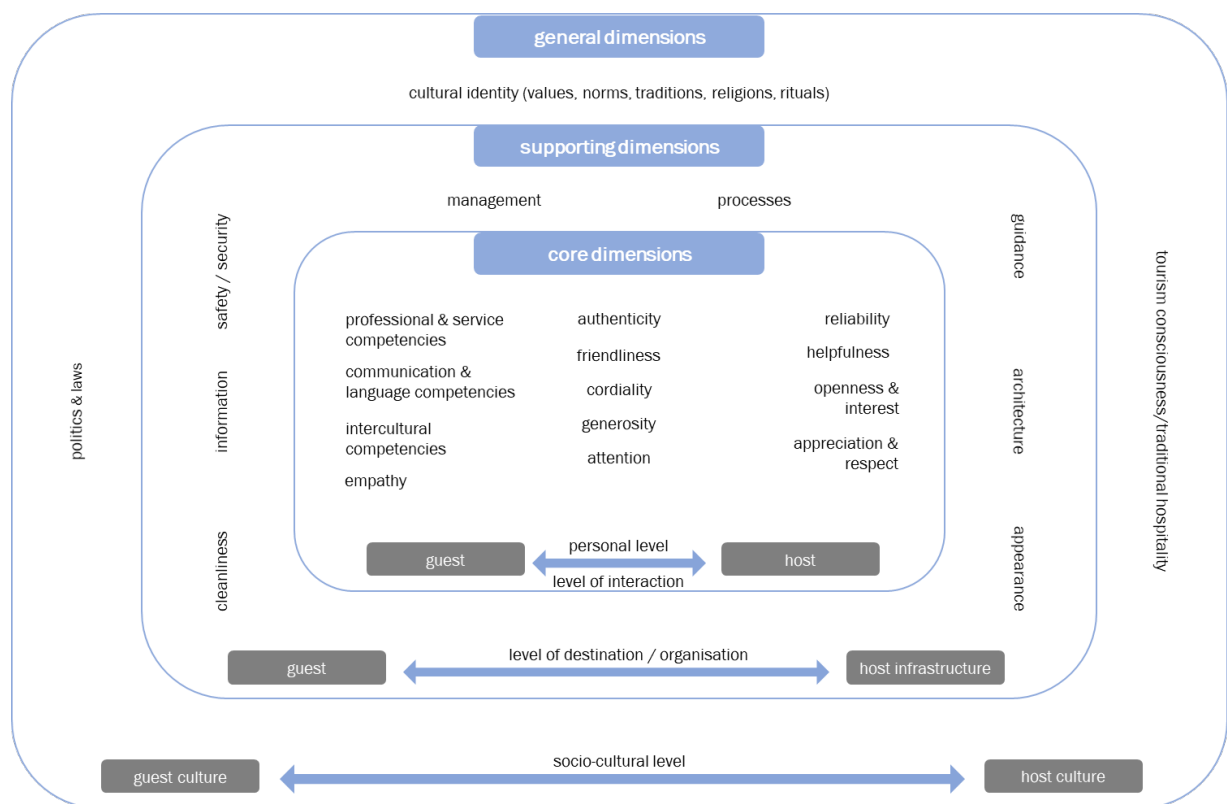 general dimensions
cultural identity (values, norms, traditions, religions, rituals)
supporting dimensions
management
processes
safety / security
guidance
core dimensions
professional & service
competencies
authenticity
reliability
friendliness
helpfulness
communication &
language competencies
cordiality
openness &
interest
intercultural
competencies
generosity
appreciation &
respect
attention
empathy
politics & laws
information
architecture
tourism consciousness/traditional hospitality
cleanliness
appearance
guest
personal level
level of interaction
host
guest
level of destination / organisation
host infrastructure
guest culture
socio-cultural level
host culture